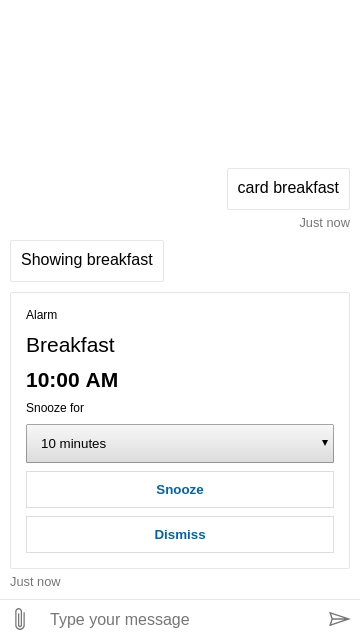 card breakfast
Just now
Showing breakfast
Alarm
Breakfast
10:00 AM
Snooze for
10 minutes
Snooze
Dismiss
Just now
Type your message